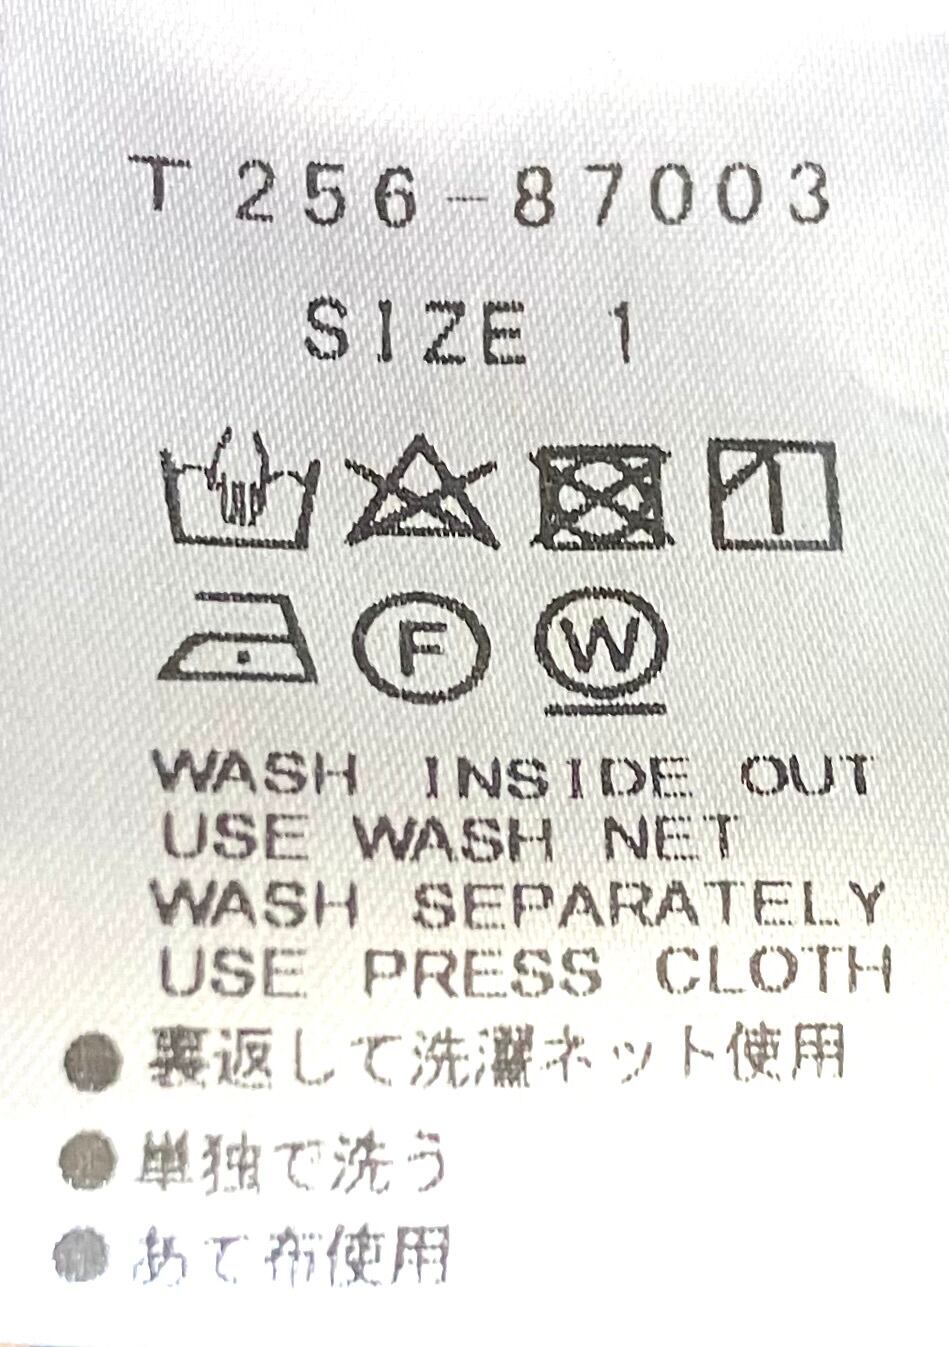 T256-87003
SIZE 1
F W
WASH INSIDE OUT
USE WASH NET
WASH SEPARATELY
USE PRESS CLOTH
●裏返して洗濯ネット使用
●単独で洗う
●あて布使用